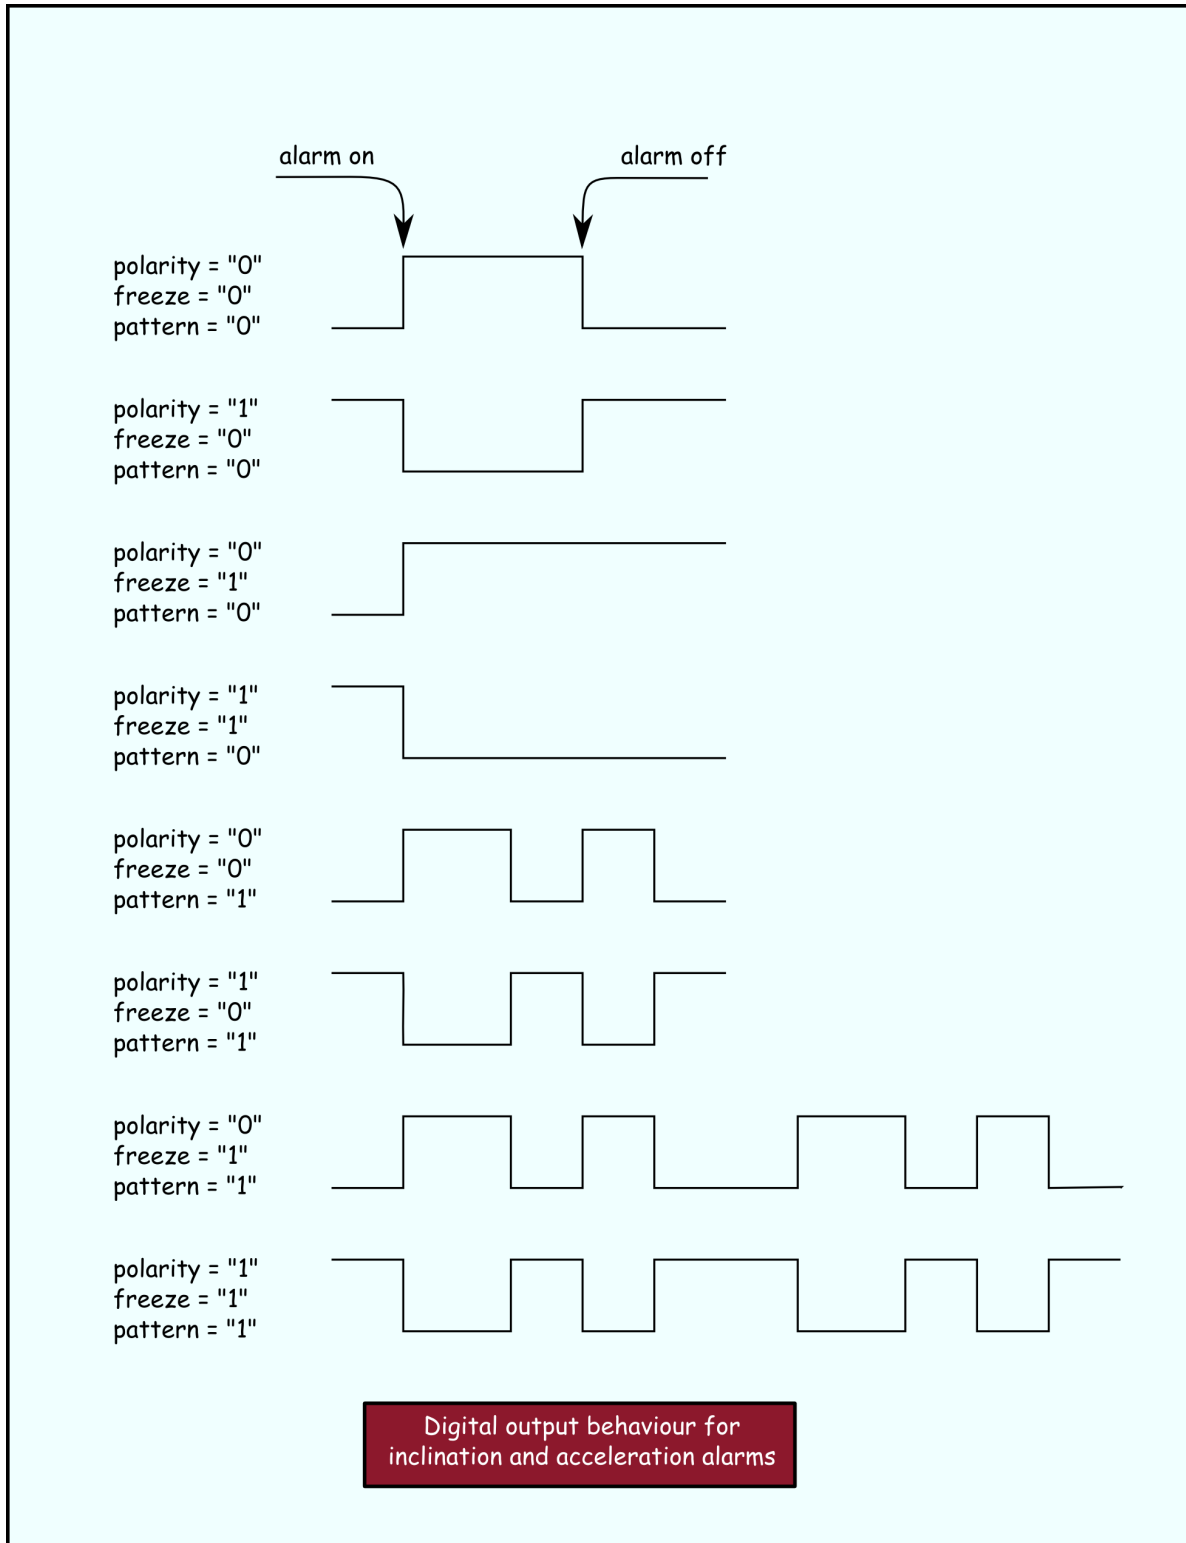 alarm on
alarm off
polarity = "0"
freeze = "0"
pattern = "0"
polarity = "1"
freeze = "0"
pattern = "0"
polarity = "0"
freeze = "1"
pattern = "0"
polarity = "1"
freeze = "1"
pattern = "0"
polarity = "0"
freeze = "0"
pattern = "1"
polarity = "1"
freeze = "0"
pattern = "1"
polarity = "0"
freeze = "1"
pattern = "1"
polarity = "1"
freeze = "1"
pattern = "1"
Digital output behaviour for
inclination and acceleration alarms